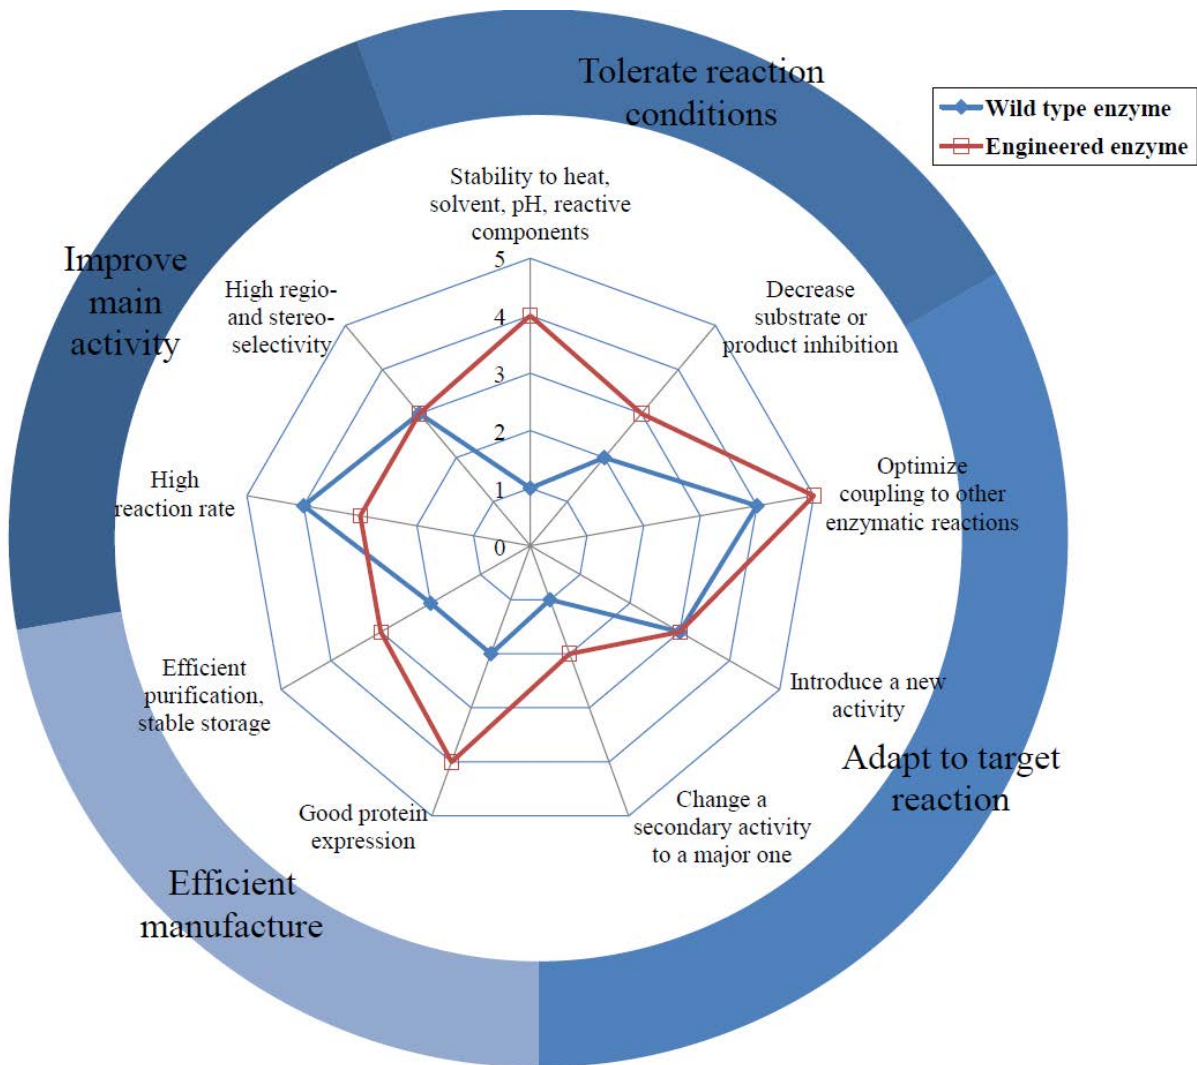 Tolerate reaction
conditions
Wild type enzyme
Engineered enzyme
Stability to heat,
solvent, pH, reactive
components
Improve
main
activity
High regio-
and stereo-
selectivity
Decrease
substrate or
product inhibition
5
4
3
2
1
0
High
reaction rate
Optimize
coupling to other
enzymatic reactions
Efficient
purification,
stable storage
Introduce a new
activity
Good protein
expression
Change a
secondary activity
to a major one
Adapt to target
reaction
Efficient
manufacture